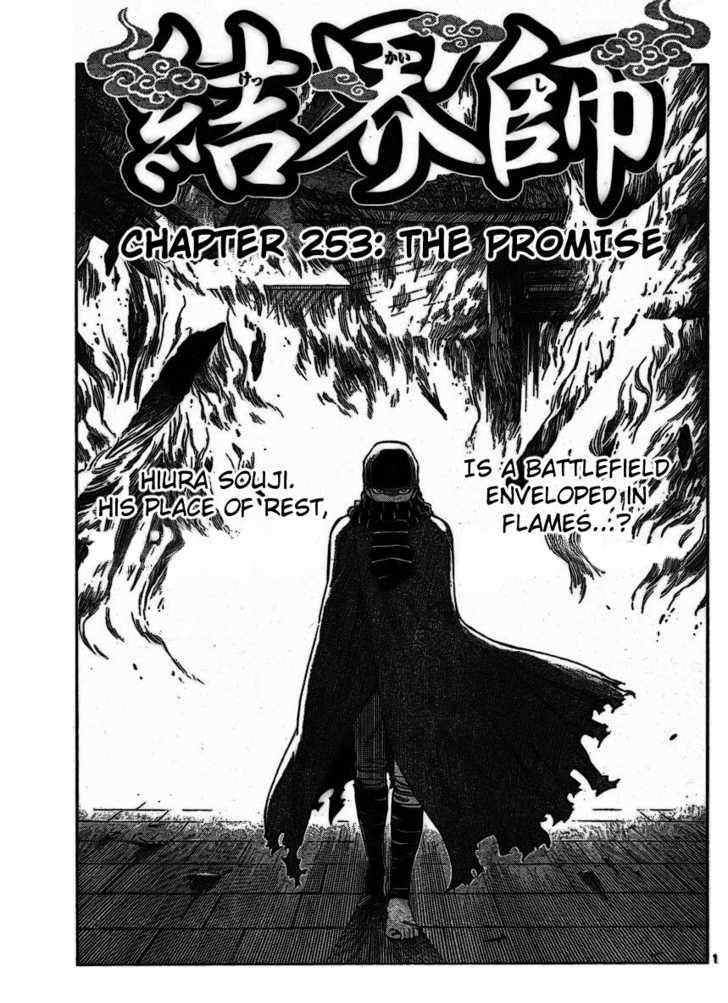 結界師
けっかいし
CHAPTER 253: THE PROMISE
HIURA SOUJI.
HIS PLACE OF REST,
IS A BATTLEFIELD
ENVELOPED IN
FLAMES...?
1